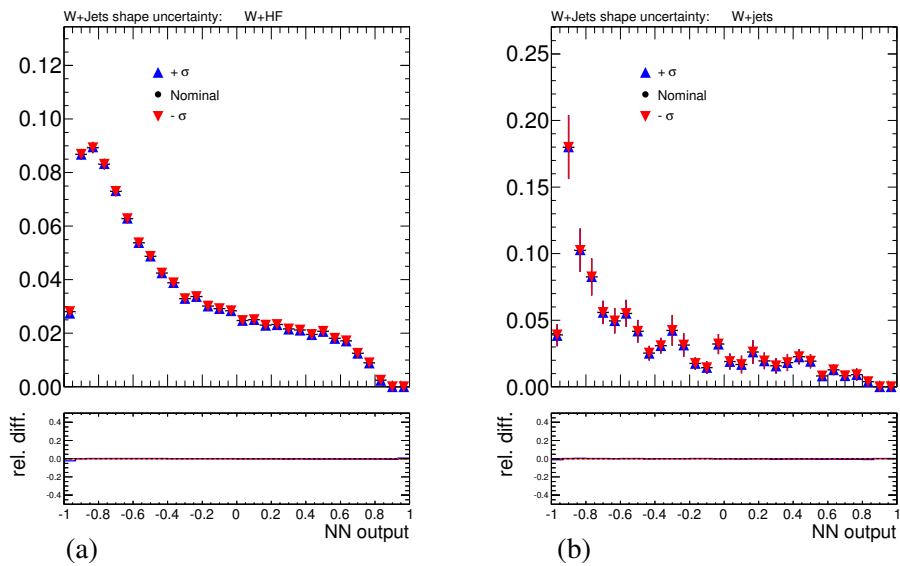 W+Jets shape uncertainty: W+HF
0.12
0.10
0.08
0.06
0.04
0.02
0.00
+ σ
Nominal
- σ
rel. diff.
0.4
0.2
0.0
-0.2
-0.4
-1 -0.8 -0.6 -0.4 -0.2 0 0.2 0.4 0.6 0.8 1
NN output
(a)
W+Jets shape uncertainty: W+jets
0.25
0.20
0.15
0.10
0.05
0.00
+ σ
Nominal
- σ
rel. diff.
0.4
0.2
0.0
-0.2
-0.4
-1 -0.8 -0.6 -0.4 -0.2 0 0.2 0.4 0.6 0.8 1
NN output
(b)